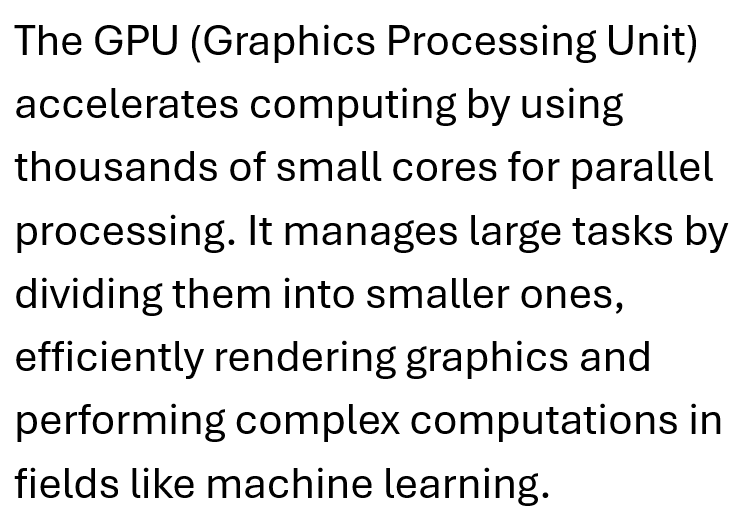 The GPU (Graphics Processing Unit)
accelerates computing by using
thousands of small cores for parallel
processing. It manages large tasks by
dividing them into smaller ones,
efficiently rendering graphics and
performing complex computations in
fields like machine learning.